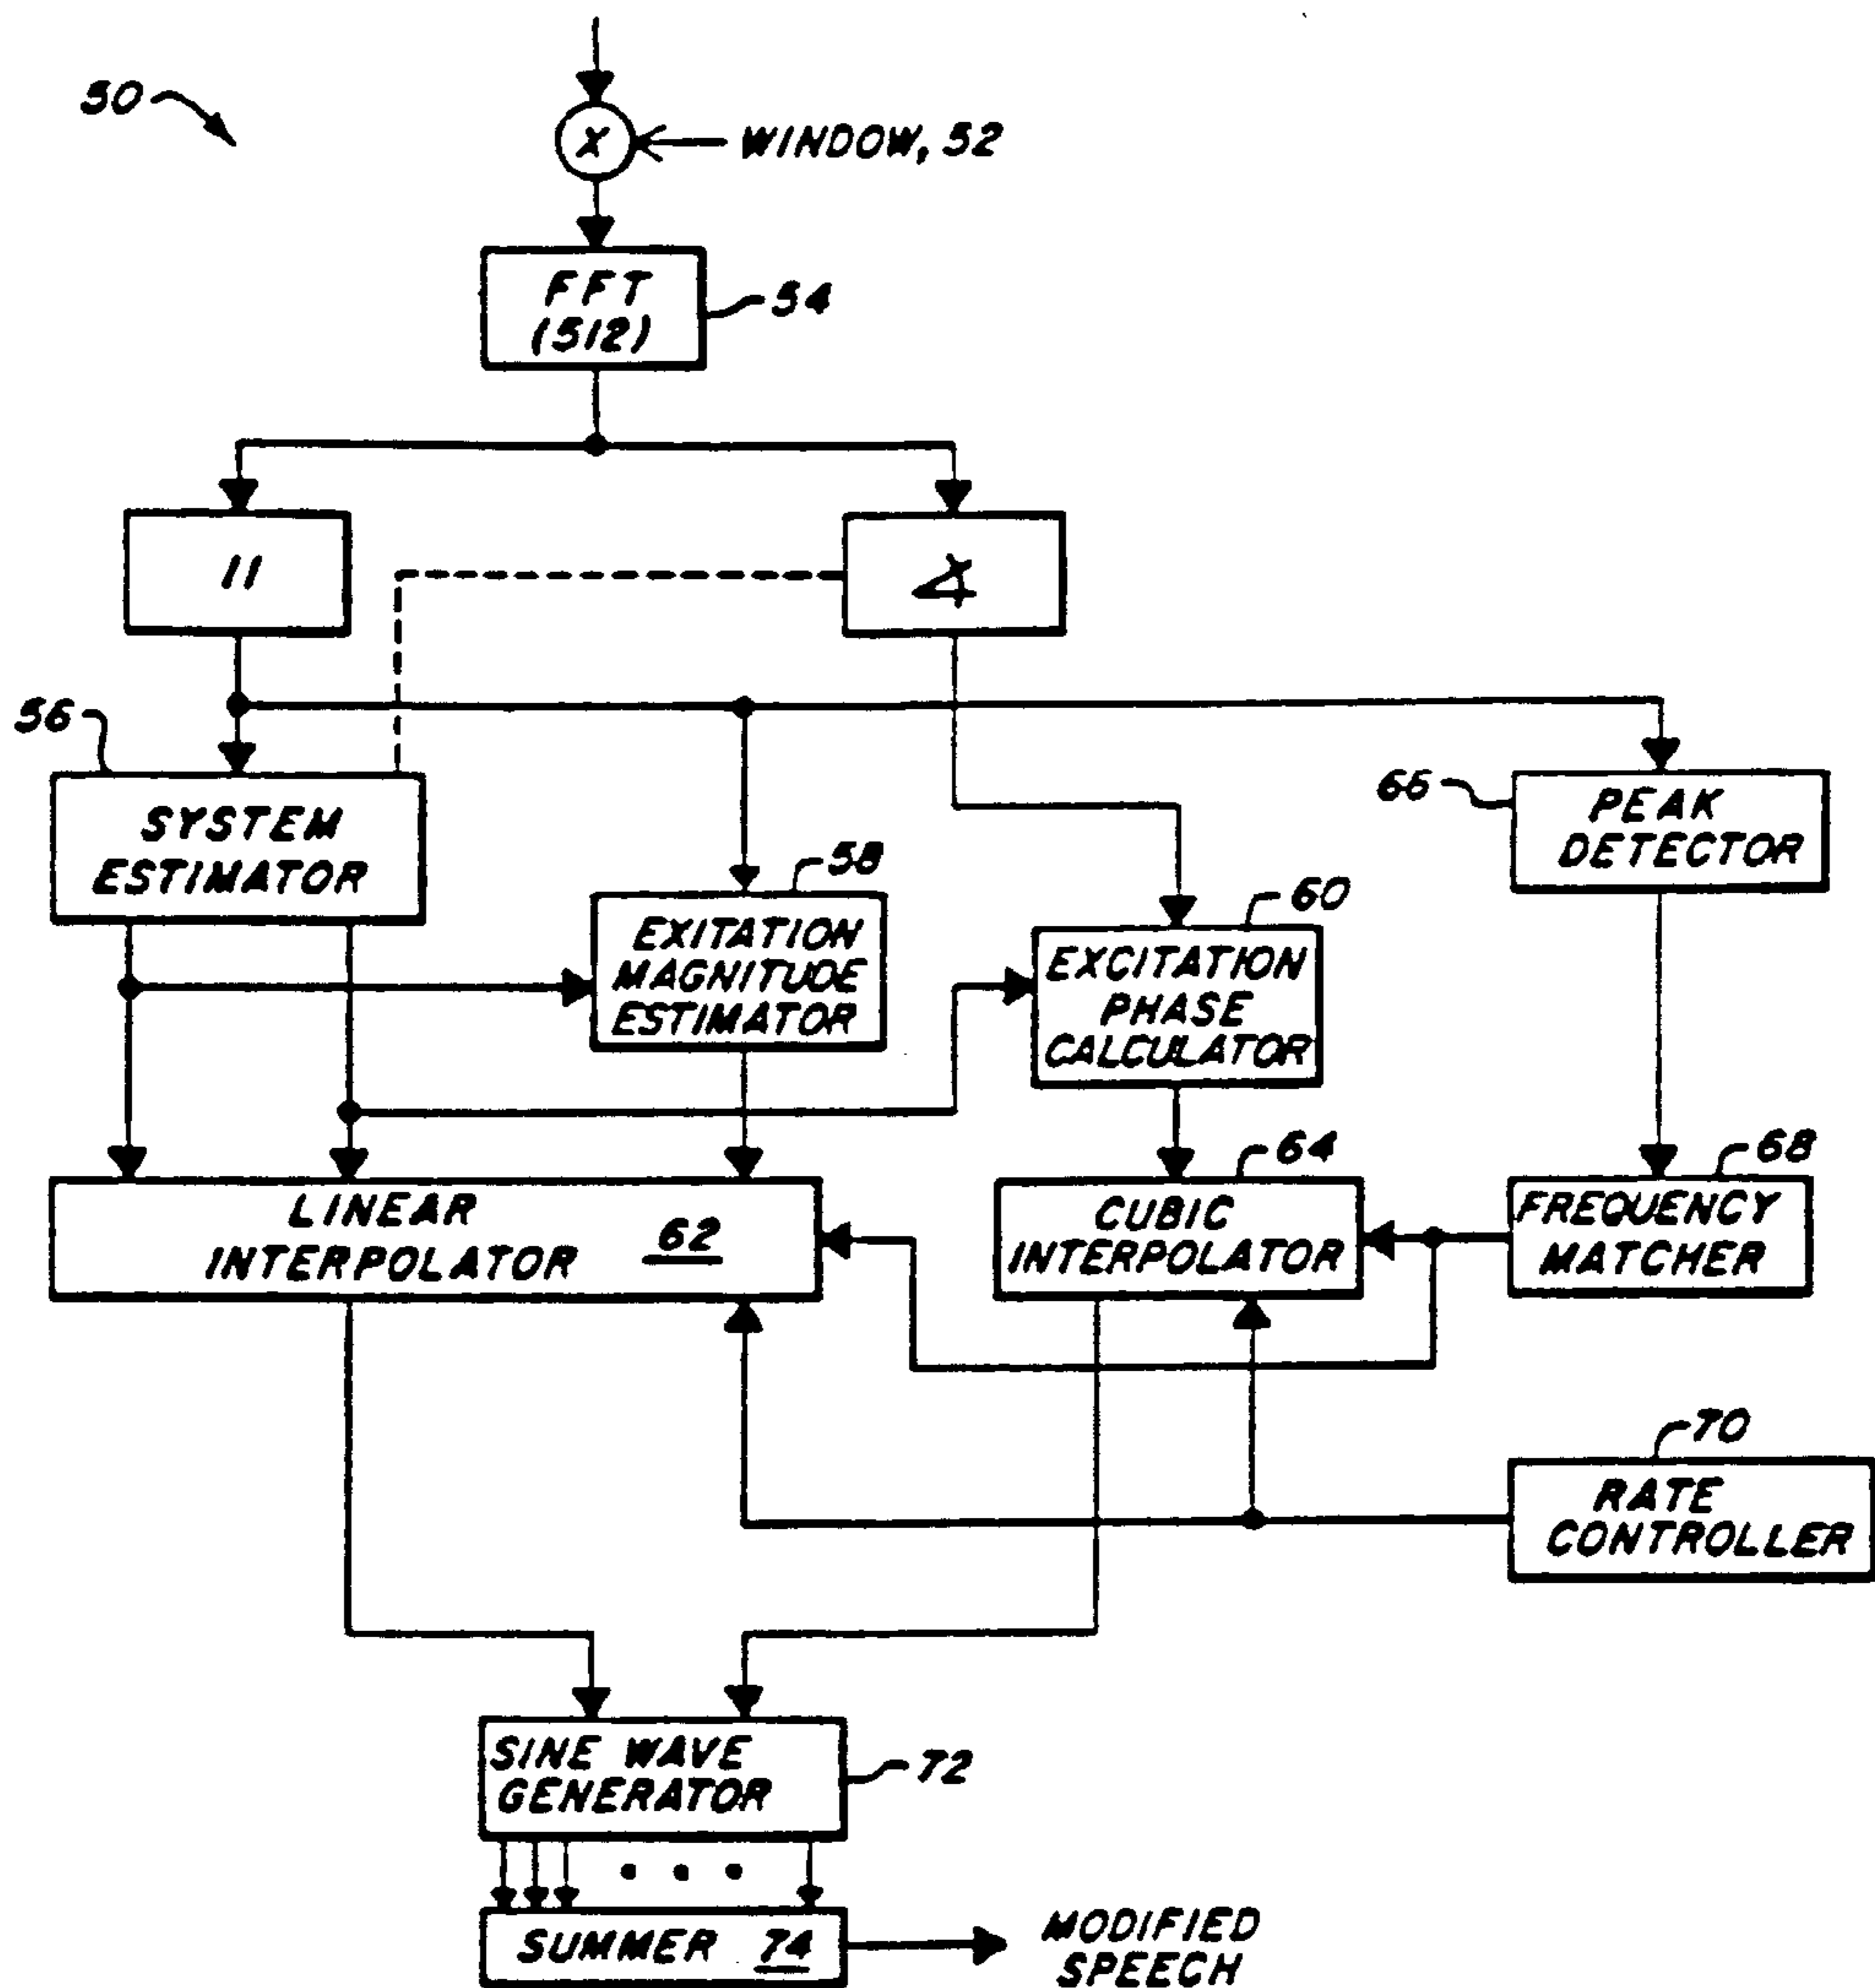 50
X
WINDOW, 52
FFT
(512)
54
||
∡
56
SYSTEM
ESTIMATOR
58
EXITATION
MAGNITUDE
ESTIMATOR
60
EXCITATION
PHASE
CALCULATOR
66
PEAK
DETECTOR
LINEAR
INTERPOLATOR 62
64
CUBIC
INTERPOLATOR
68
FREQUENCY
MATCHER
70
RATE
CONTROLLER
SINE WAVE
GENERATOR
72
• • •
SUMMER 74
MODIFIED
SPEECH